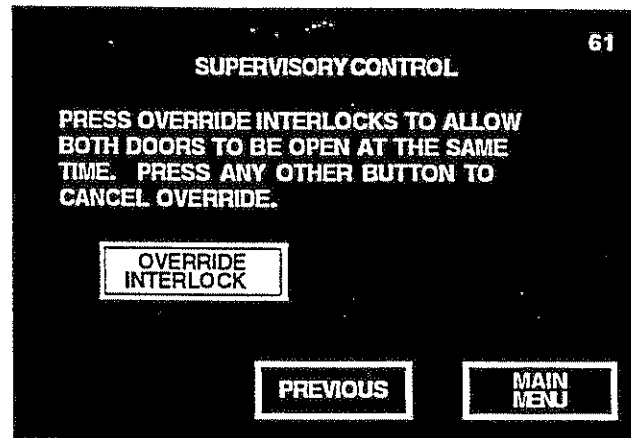 61
SUPERVISORY CONTROL
PRESS OVERRIDE INTERLOCKS TO ALLOW
BOTH DOORS TO BE OPEN AT THE SAME
TIME. PRESS ANY OTHER BUTTON TO
CANCEL OVERRIDE.
OVERRIDE
INTERLOCK
PREVIOUS
MAIN
MENU